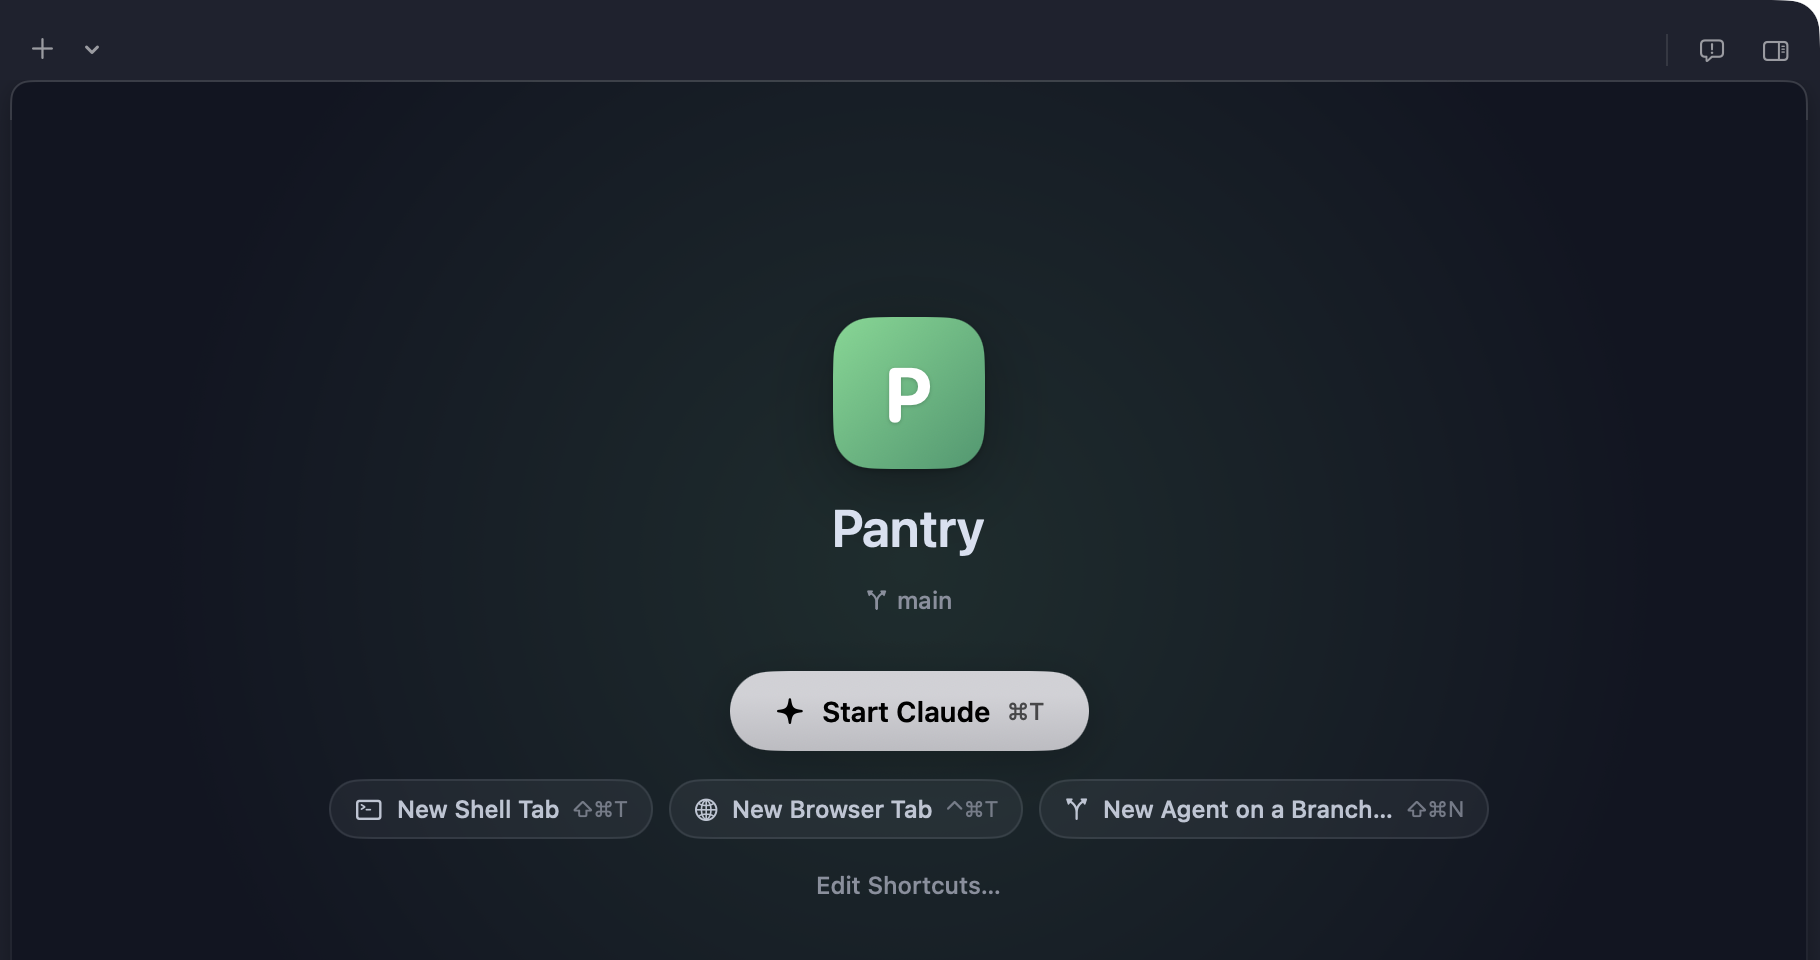 P
Pantry
main
Start Claude ⌘T
New Shell Tab ⇧⌘T
New Browser Tab ^⌘T
New Agent on a Branch... ⇧⌘N
Edit Shortcuts...